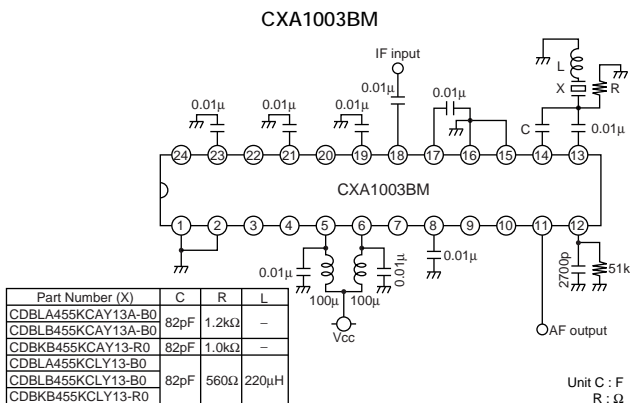 CXA1003BM
IF input
L
X
R
0.01μ
0.01μ
0.01μ
0.01μ
0.01μ
C
0.01μ
24 23 22 21 20 19 18 17 16 15 14 13
CXA1003BM
1 2 3 4 5 6 7 8 9 10 11 12
0.01μ
0.01μ
0.01μ
2700p
51k
100μ
100μ
Vcc
AF output
Part Number (X) C R L
CDBLA455KCAY13A-B0 82pF 1.2kΩ –
CDBLB455KCAY13A-B0
CDBKB455KCAY13-R0 82pF 1.0kΩ –
CDBLA455KCLY13-B0
CDBLB455KCLY13-B0 82pF 560Ω 220μH
CDBKB455KCLY13-R0
Unit C : F
R : Ω